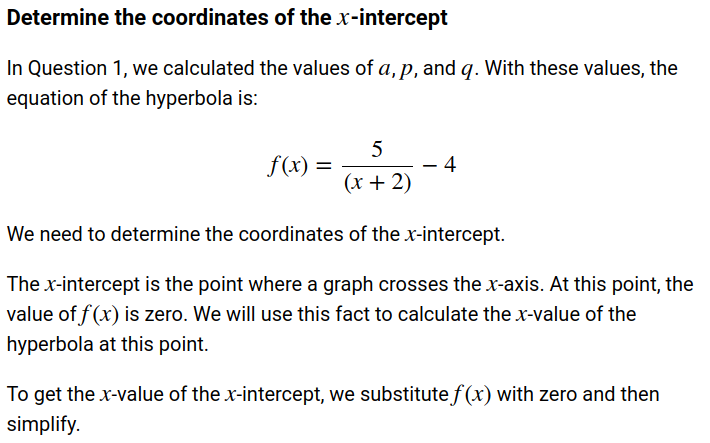 Determine the coordinates of the x-intercept
In Question 1, we calculated the values of a, p, and q. With these values, the
equation of the hyperbola is:
f(x) = 5/(x + 2) − 4
We need to determine the coordinates of the x-intercept.
The x-intercept is the point where a graph crosses the x-axis. At this point, the
value of f(x) is zero. We will use this fact to calculate the x-value of the
hyperbola at this point.
To get the x-value of the x-intercept, we substitute f(x) with zero and then
simplify.